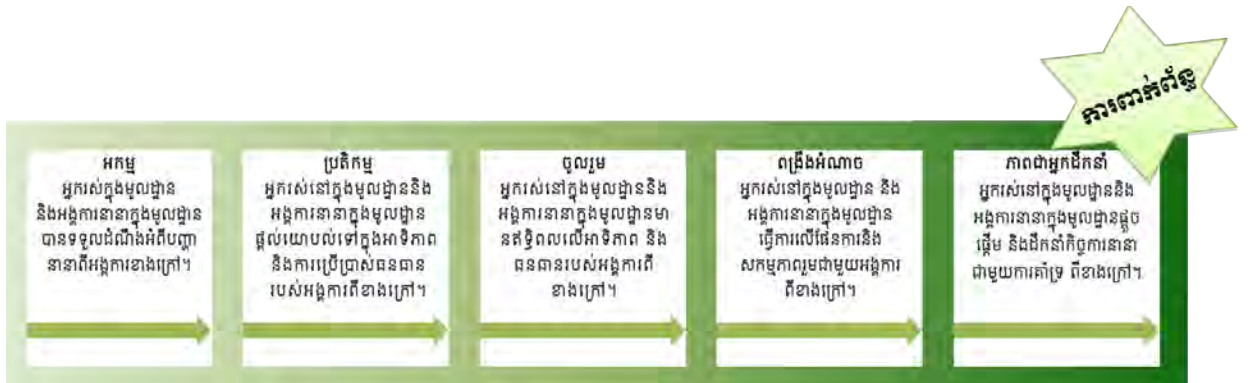 ការពាក់ព័ន្ធ
អកម្ម
អ្នករស់ក្នុងមូលដ្ឋាន
និងអង្គការនានាក្នុងមូលដ្ឋាន
បានទទួលដំណឹងអំពីបញ្ហា
នានាពីអង្គការខាងក្រៅ។
ប្រតិកម្ម
អ្នករស់នៅក្នុងមូលដ្ឋាននិង
អង្គការនានាក្នុងមូលដ្ឋាន
ផ្តល់យោបល់ទៅក្នុងអាទិភាព
និងការប្រើប្រាស់ធនធាន
របស់អង្គការពីខាងក្រៅ។
ចូលរួម
អ្នករស់នៅក្នុងមូលដ្ឋាននិង
អង្គការនានាក្នុងមូលដ្ឋានមា
នឥទ្ធិពលលើអាទិភាព និង
ធនធានរបស់អង្គការពី
ខាងក្រៅ។
ពង្រឹងអំណាច
អ្នករស់នៅក្នុងមូលដ្ឋាន និង
អង្គការនានាក្នុងមូលដ្ឋាន
ធ្វើការលើផែនការនិង
សកម្មភាពរួមជាមួយអង្គការ
ពីខាងក្រៅ។
ភាពជាអ្នកដឹកនាំ
អ្នករស់នៅក្នុងមូលដ្ឋាននិង
អង្គការនានាក្នុងមូលដ្ឋានផ្តួច
ផ្តើម និងដឹកនាំកិច្ចការនានា
ជាមួយការគាំទ្រ ពីខាងក្រៅ។